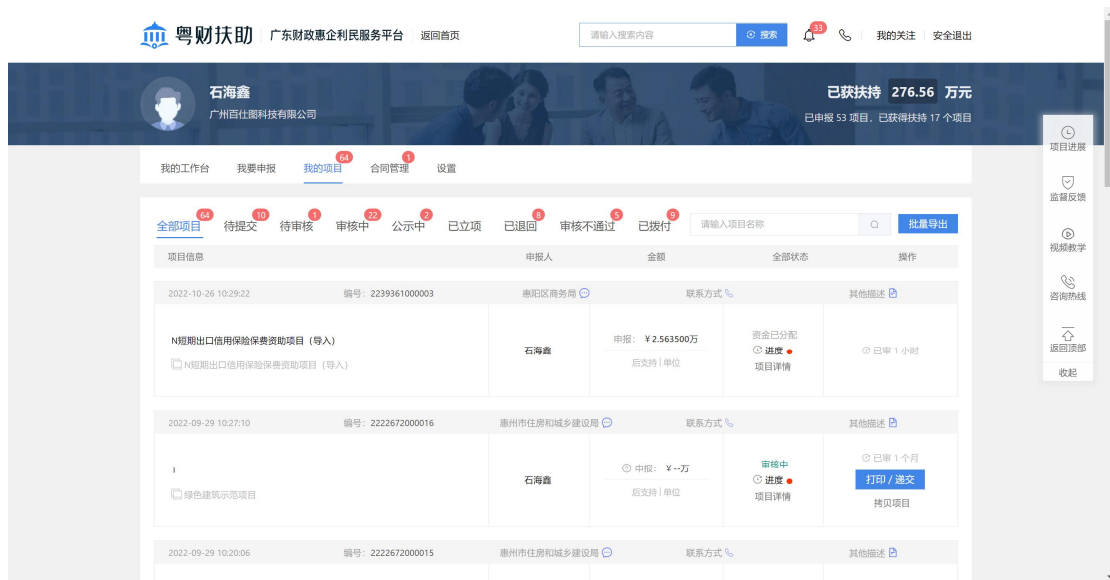 粤财扶助 广东财政惠企利民服务平台 返回首页 请输入搜索内容 搜索 33 我的关注 安全退出
石海鑫 已获扶持 276.56 万元
广州百仕图科技有限公司 已申报 53 项目，已获得扶持 17 个项目
我的工作台 我要申报 我的项目 64 合同管理 1 设置
全部项目 64 待提交 10 待审核 1 审核中 22 公示中 2 已立项 已退回 8 审核不通过 5 已拨付 9 请输入项目名称 批量导出
项目信息 申报人 金额 全部状态 操作
2022-10-26 10:29:22 编号：2239361000003 惠阳区商务局 联系方式 其他描述
N短期出口信用保险保费资助项目（导入）
N短期出口信用保险保费资助项目（导入）
石海鑫
申报：￥2.563500万
后支持 | 单位
资金已分配
进度
项目详情
已审 1 小时
2022-09-29 10:27:10 编号：2222672000016 惠州市住房和城乡建设局 联系方式 其他描述
绿色建筑示范项目
石海鑫
申报：￥--万
后支持 | 单位
审核中
进度
项目详情
已审 1 个月
打印 / 递交
拷贝项目
2022-09-29 10:20:06 编号：2222672000015 惠州市住房和城乡建设局 联系方式 其他描述
项目进展
监督反馈
视频教学
咨询热线
返回顶部
收起